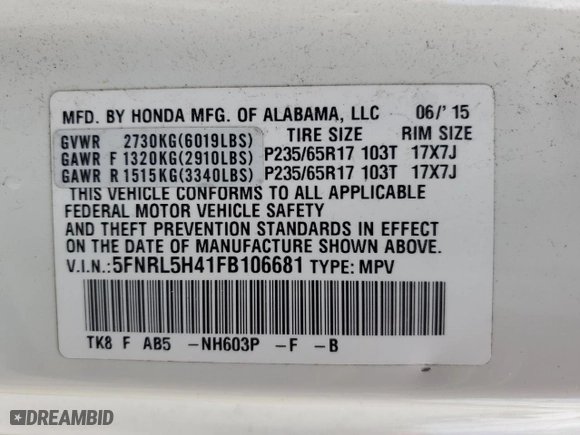 MFD. BY HONDA MFG. OF ALABAMA, LLC 06/'15
GVWR 2730KG(6019LBS) TIRE SIZE RIM SIZE
GAWR F 1320KG(2910LBS) P235/65R17 103T 17X7J
GAWR R 1515KG(3340LBS) P235/65R17 103T 17X7J
THIS VEHICLE CONFORMS TO ALL APPLICABLE
FEDERAL MOTOR VEHICLE SAFETY
AND THEFT PREVENTION STANDARDS IN EFFECT
ON THE DATE OF MANUFACTURE SHOWN ABOVE.
V.I.N.:5FNRL5H41FB106681 TYPE: MPV
TK8 F AB5 -NH603P -F -B
DREAMBID